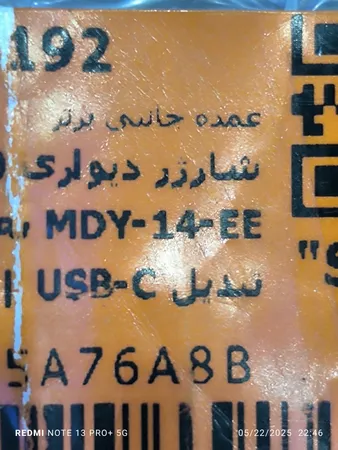 192
عمده جانبی برتر
شارژر دیواری
MDY-14-EE
تبدیل USB-C
5A76A8B
"S
REDMI NOTE 13 PRO+ 5G
05/22/2025 22:46